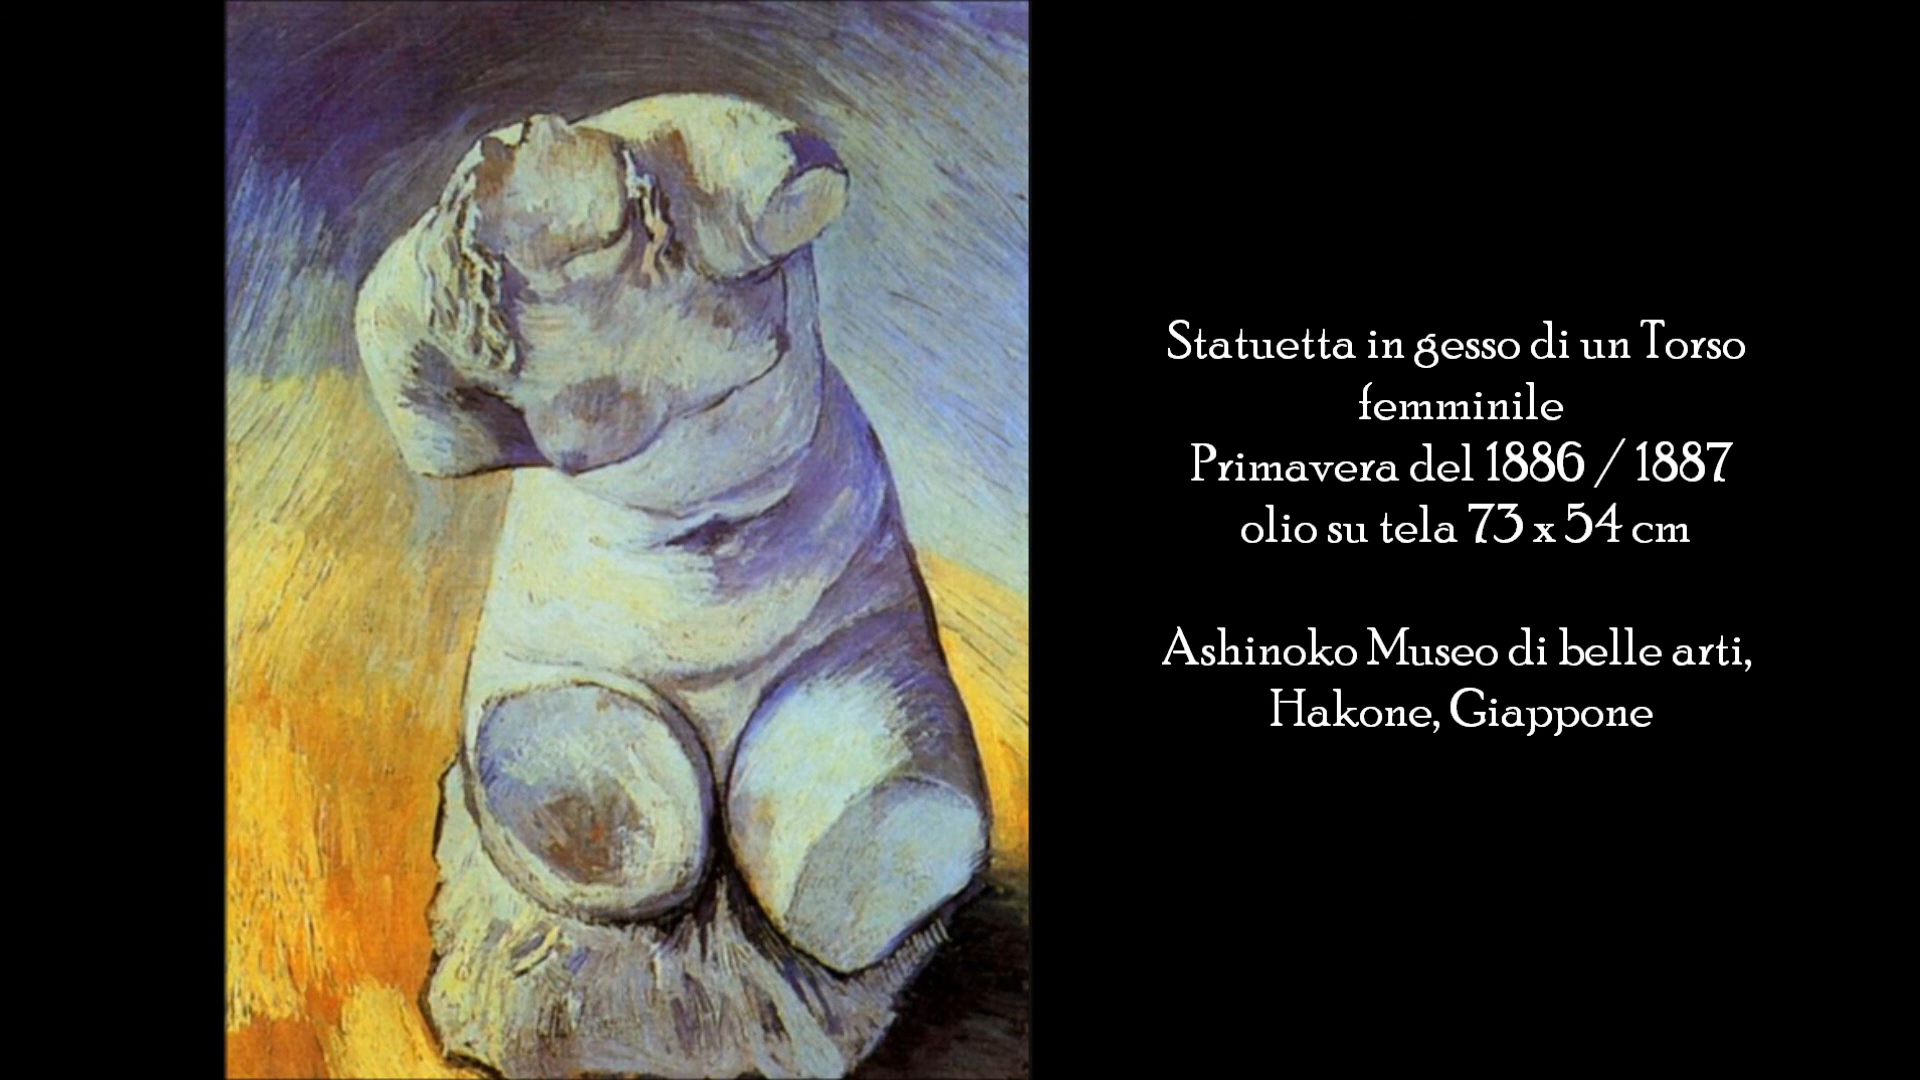 Statuetta in gesso di un Torso
femminile
Primavera del 1886 / 1887
olio su tela 73 x 54 cm
Ashinoko Museo di belle arti,
Hakone, Giappone